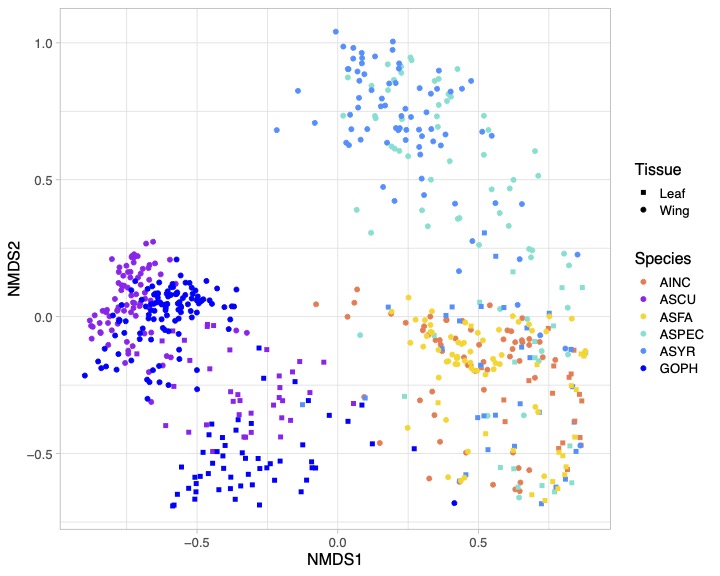 1.0
0.5
0.0
−0.5
NMDS2
−0.5
0.0
0.5
NMDS1
Tissue
Leaf
Wing
Species
AINC
ASCU
ASFA
ASPEC
ASYR
GOPH